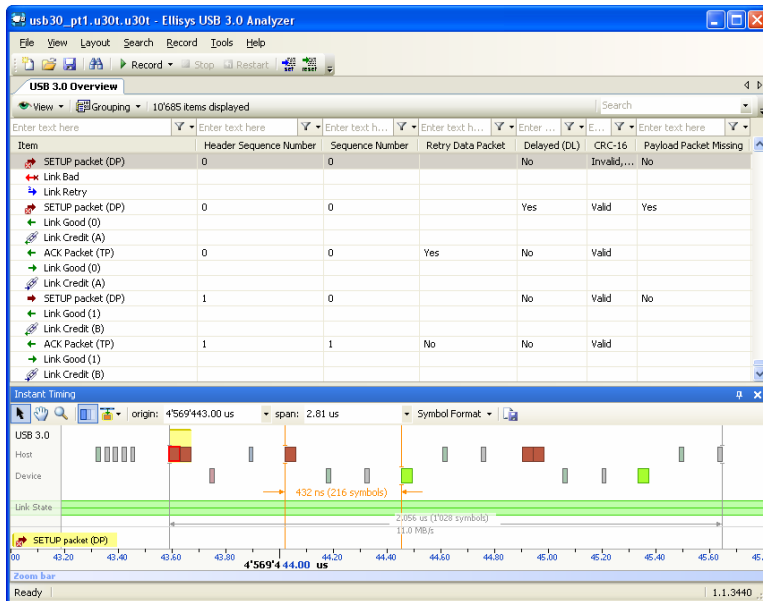 usb30_pt1.u30t.u30t - Ellisys USB 3.0 Analyzer
File View Layout Search Record Tools Help
Record Stop Restart set reset
USB 3.0 Overview
View Grouping 10'685 items displayed Search
Enter text here Enter text here Enter text h... Enter text h... Enter ... E... Enter text here
Item Header Sequence Number Sequence Number Retry Data Packet Delayed (DL) CRC-16 Payload Packet Missing
SETUP packet (DP) 0 0 No Invalid,... No
Link Bad
Link Retry
SETUP packet (DP) 0 0 Yes Valid Yes
Link Good (0)
Link Credit (A)
ACK Packet (TP) 0 0 Yes No Valid
Link Good (0)
Link Credit (A)
SETUP packet (DP) 1 0 No Valid No
Link Good (1)
Link Credit (B)
ACK Packet (TP) 1 1 No No Valid
Link Good (1)
Link Credit (B)
Instant Timing
origin: 4'569'443.00 us span: 2.81 us Symbol Format
USB 3.0
Host
Device
432 ns (216 symbols)
Link State
2.056 us (1'028 symbols)
11.0 MB/s
SETUP packet (DP)
00 43.20 43.40 43.60 43.80 44.20 44.40 44.60 44.80 45.00 45.20 45.40 45.60 45.
4'569'4 44.00 us
Zoom bar
Ready 1.1.3440